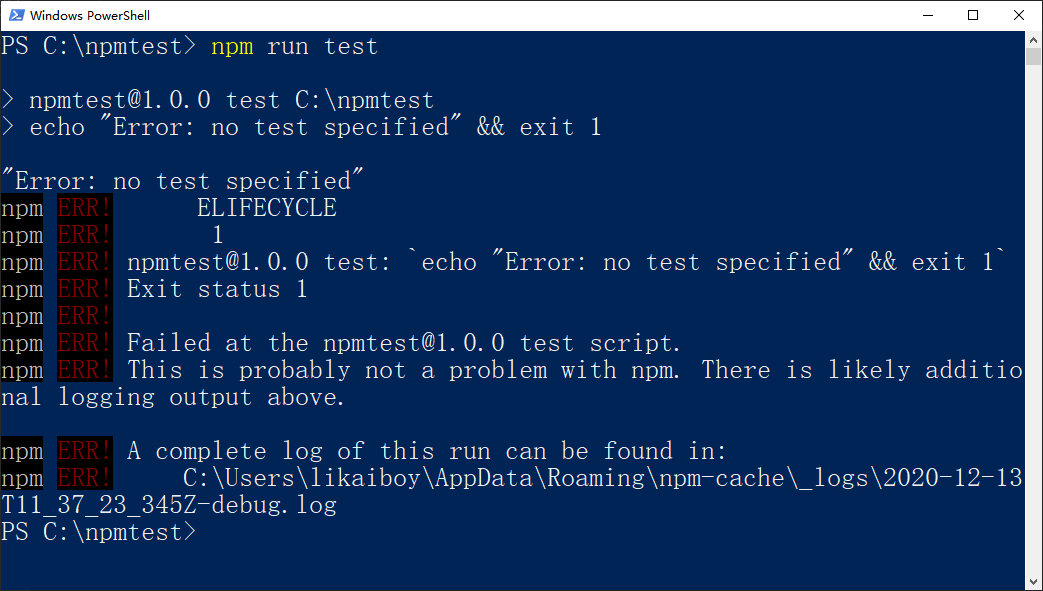 Windows PowerShell
PS C:\npmtest> npm run test
> npmtest@1.0.0 test C:\npmtest
> echo "Error: no test specified" && exit 1
"Error: no test specified"
npm ERR! ELIFECYCLE
npm ERR! 1
npm ERR! npmtest@1.0.0 test: `echo "Error: no test specified" && exit 1`
npm ERR! Exit status 1
npm ERR!
npm ERR! Failed at the npmtest@1.0.0 test script.
npm ERR! This is probably not a problem with npm. There is likely additio
nal logging output above.
npm ERR! A complete log of this run can be found in:
npm ERR! C:\Users\likaiboy\AppData\Roaming\npm-cache\_logs\2020-12-13
T11_37_23_345Z-debug.log
PS C:\npmtest>